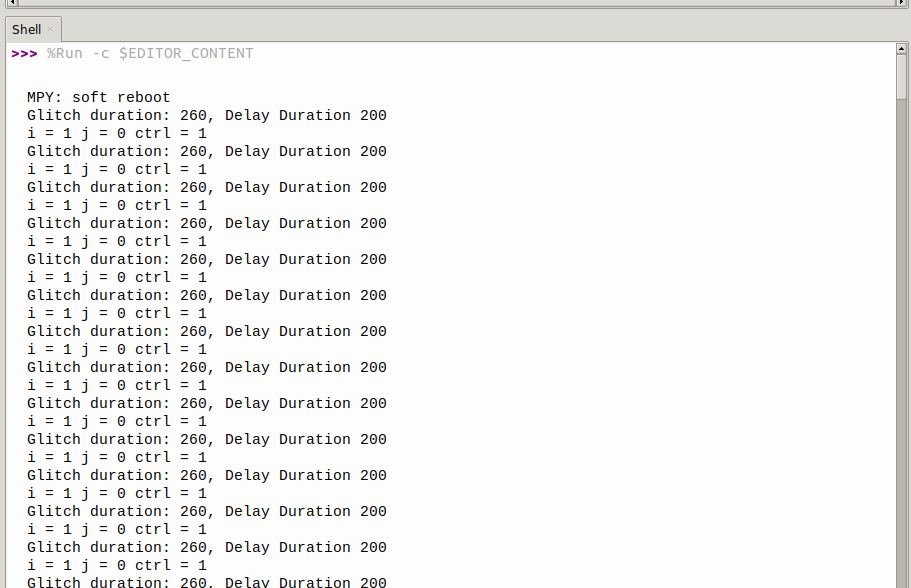 Shell
>>> %Run -c $EDITOR_CONTENT
MPY: soft reboot
Glitch duration: 260, Delay Duration 200
i = 1 j = 0 ctrl = 1
Glitch duration: 260, Delay Duration 200
i = 1 j = 0 ctrl = 1
Glitch duration: 260, Delay Duration 200
i = 1 j = 0 ctrl = 1
Glitch duration: 260, Delay Duration 200
i = 1 j = 0 ctrl = 1
Glitch duration: 260, Delay Duration 200
i = 1 j = 0 ctrl = 1
Glitch duration: 260, Delay Duration 200
i = 1 j = 0 ctrl = 1
Glitch duration: 260, Delay Duration 200
i = 1 j = 0 ctrl = 1
Glitch duration: 260, Delay Duration 200
i = 1 j = 0 ctrl = 1
Glitch duration: 260, Delay Duration 200
i = 1 j = 0 ctrl = 1
Glitch duration: 260, Delay Duration 200
i = 1 j = 0 ctrl = 1
Glitch duration: 260, Delay Duration 200
i = 1 j = 0 ctrl = 1
Glitch duration: 260, Delay Duration 200
i = 1 j = 0 ctrl = 1
Glitch duration: 260, Delay Duration 200
i = 1 j = 0 ctrl = 1
Glitch duration: 260, Delay Duration 200